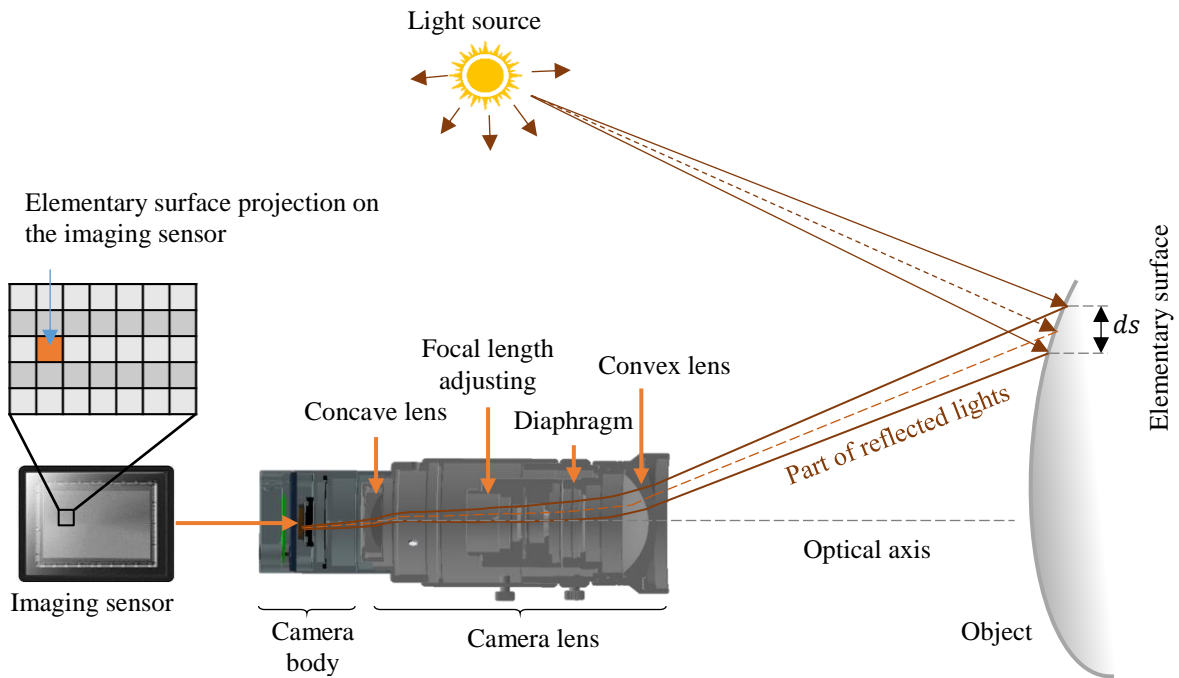 Light source
Elementary surface projection on
the imaging sensor
Elementary surface
ds
Focal length
adjusting
Convex lens
Concave lens
Diaphragm
Part of reflected lights
Optical axis
Imaging sensor
Camera
body
Camera lens
Object